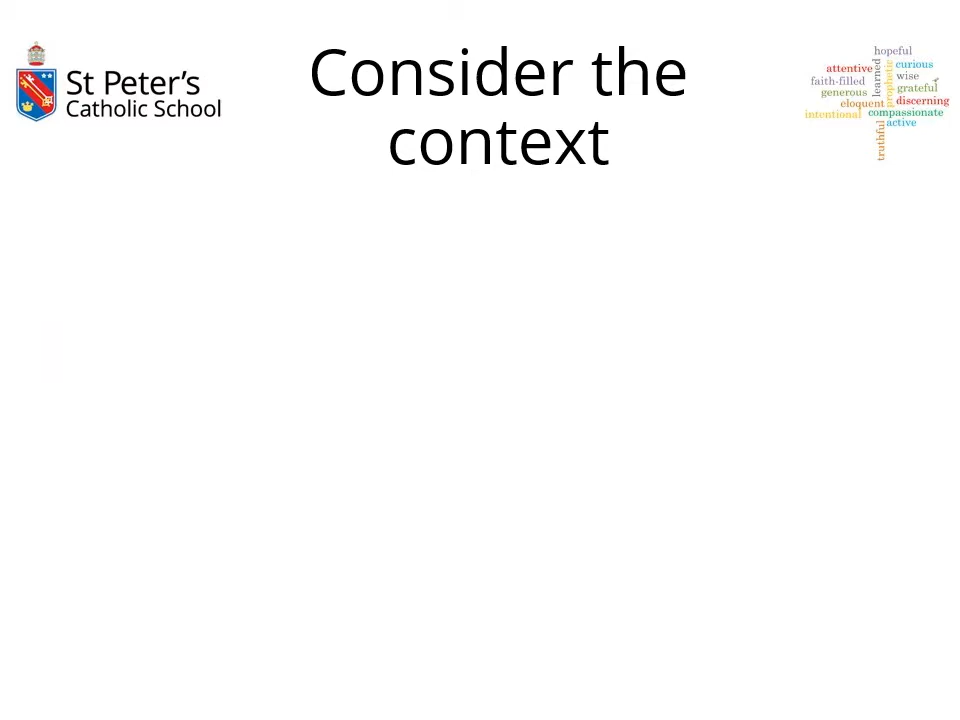 St Peter's
Catholic School
Consider the
context
hopeful
attentive
learned
prophetic
curious
faith-filled
wise
generous
grateful
eloquent
discerning
intentional
compassionate
truthful
active